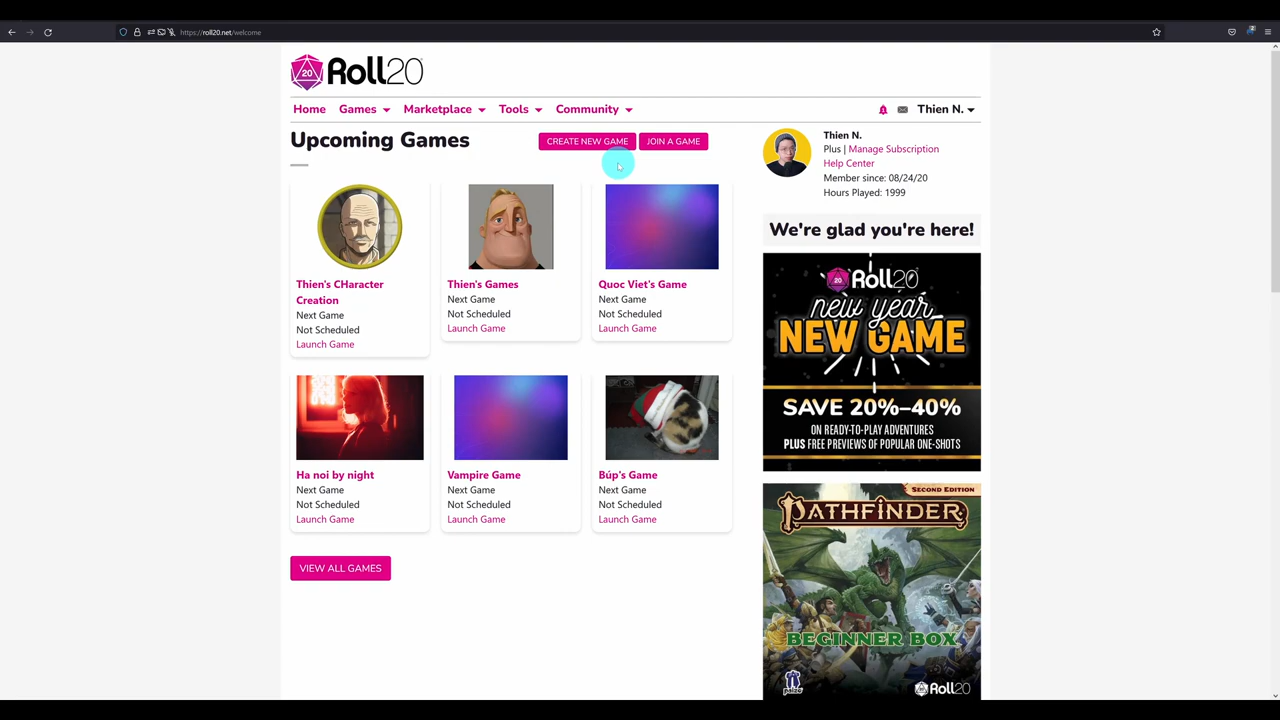 https://roll20.net/welcome
20 Roll20
Home Games Marketplace Tools Community Thien N.
Upcoming Games
CREATE NEW GAME JOIN A GAME
Thien N.
Plus | Manage Subscription
Help Center
Member since: 08/24/20
Hours Played: 1999
Thien's CHaracter
Creation
Next Game
Not Scheduled
Launch Game
Thien's Games
Next Game
Not Scheduled
Launch Game
Quoc Viet's Game
Next Game
Not Scheduled
Launch Game
Ha noi by night
Next Game
Not Scheduled
Launch Game
Vampire Game
Next Game
Not Scheduled
Launch Game
Búp's Game
Next Game
Not Scheduled
Launch Game
VIEW ALL GAMES
We're glad you're here!
20 Roll20
new year
NEW GAME
SAVE 20%–40%
ON READY-TO-PLAY ADVENTURES
PLUS FREE PREVIEWS OF POPULAR ONE-SHOTS
SECOND EDITION
PATHFINDER
BEGINNER BOX
paizo
Roll20